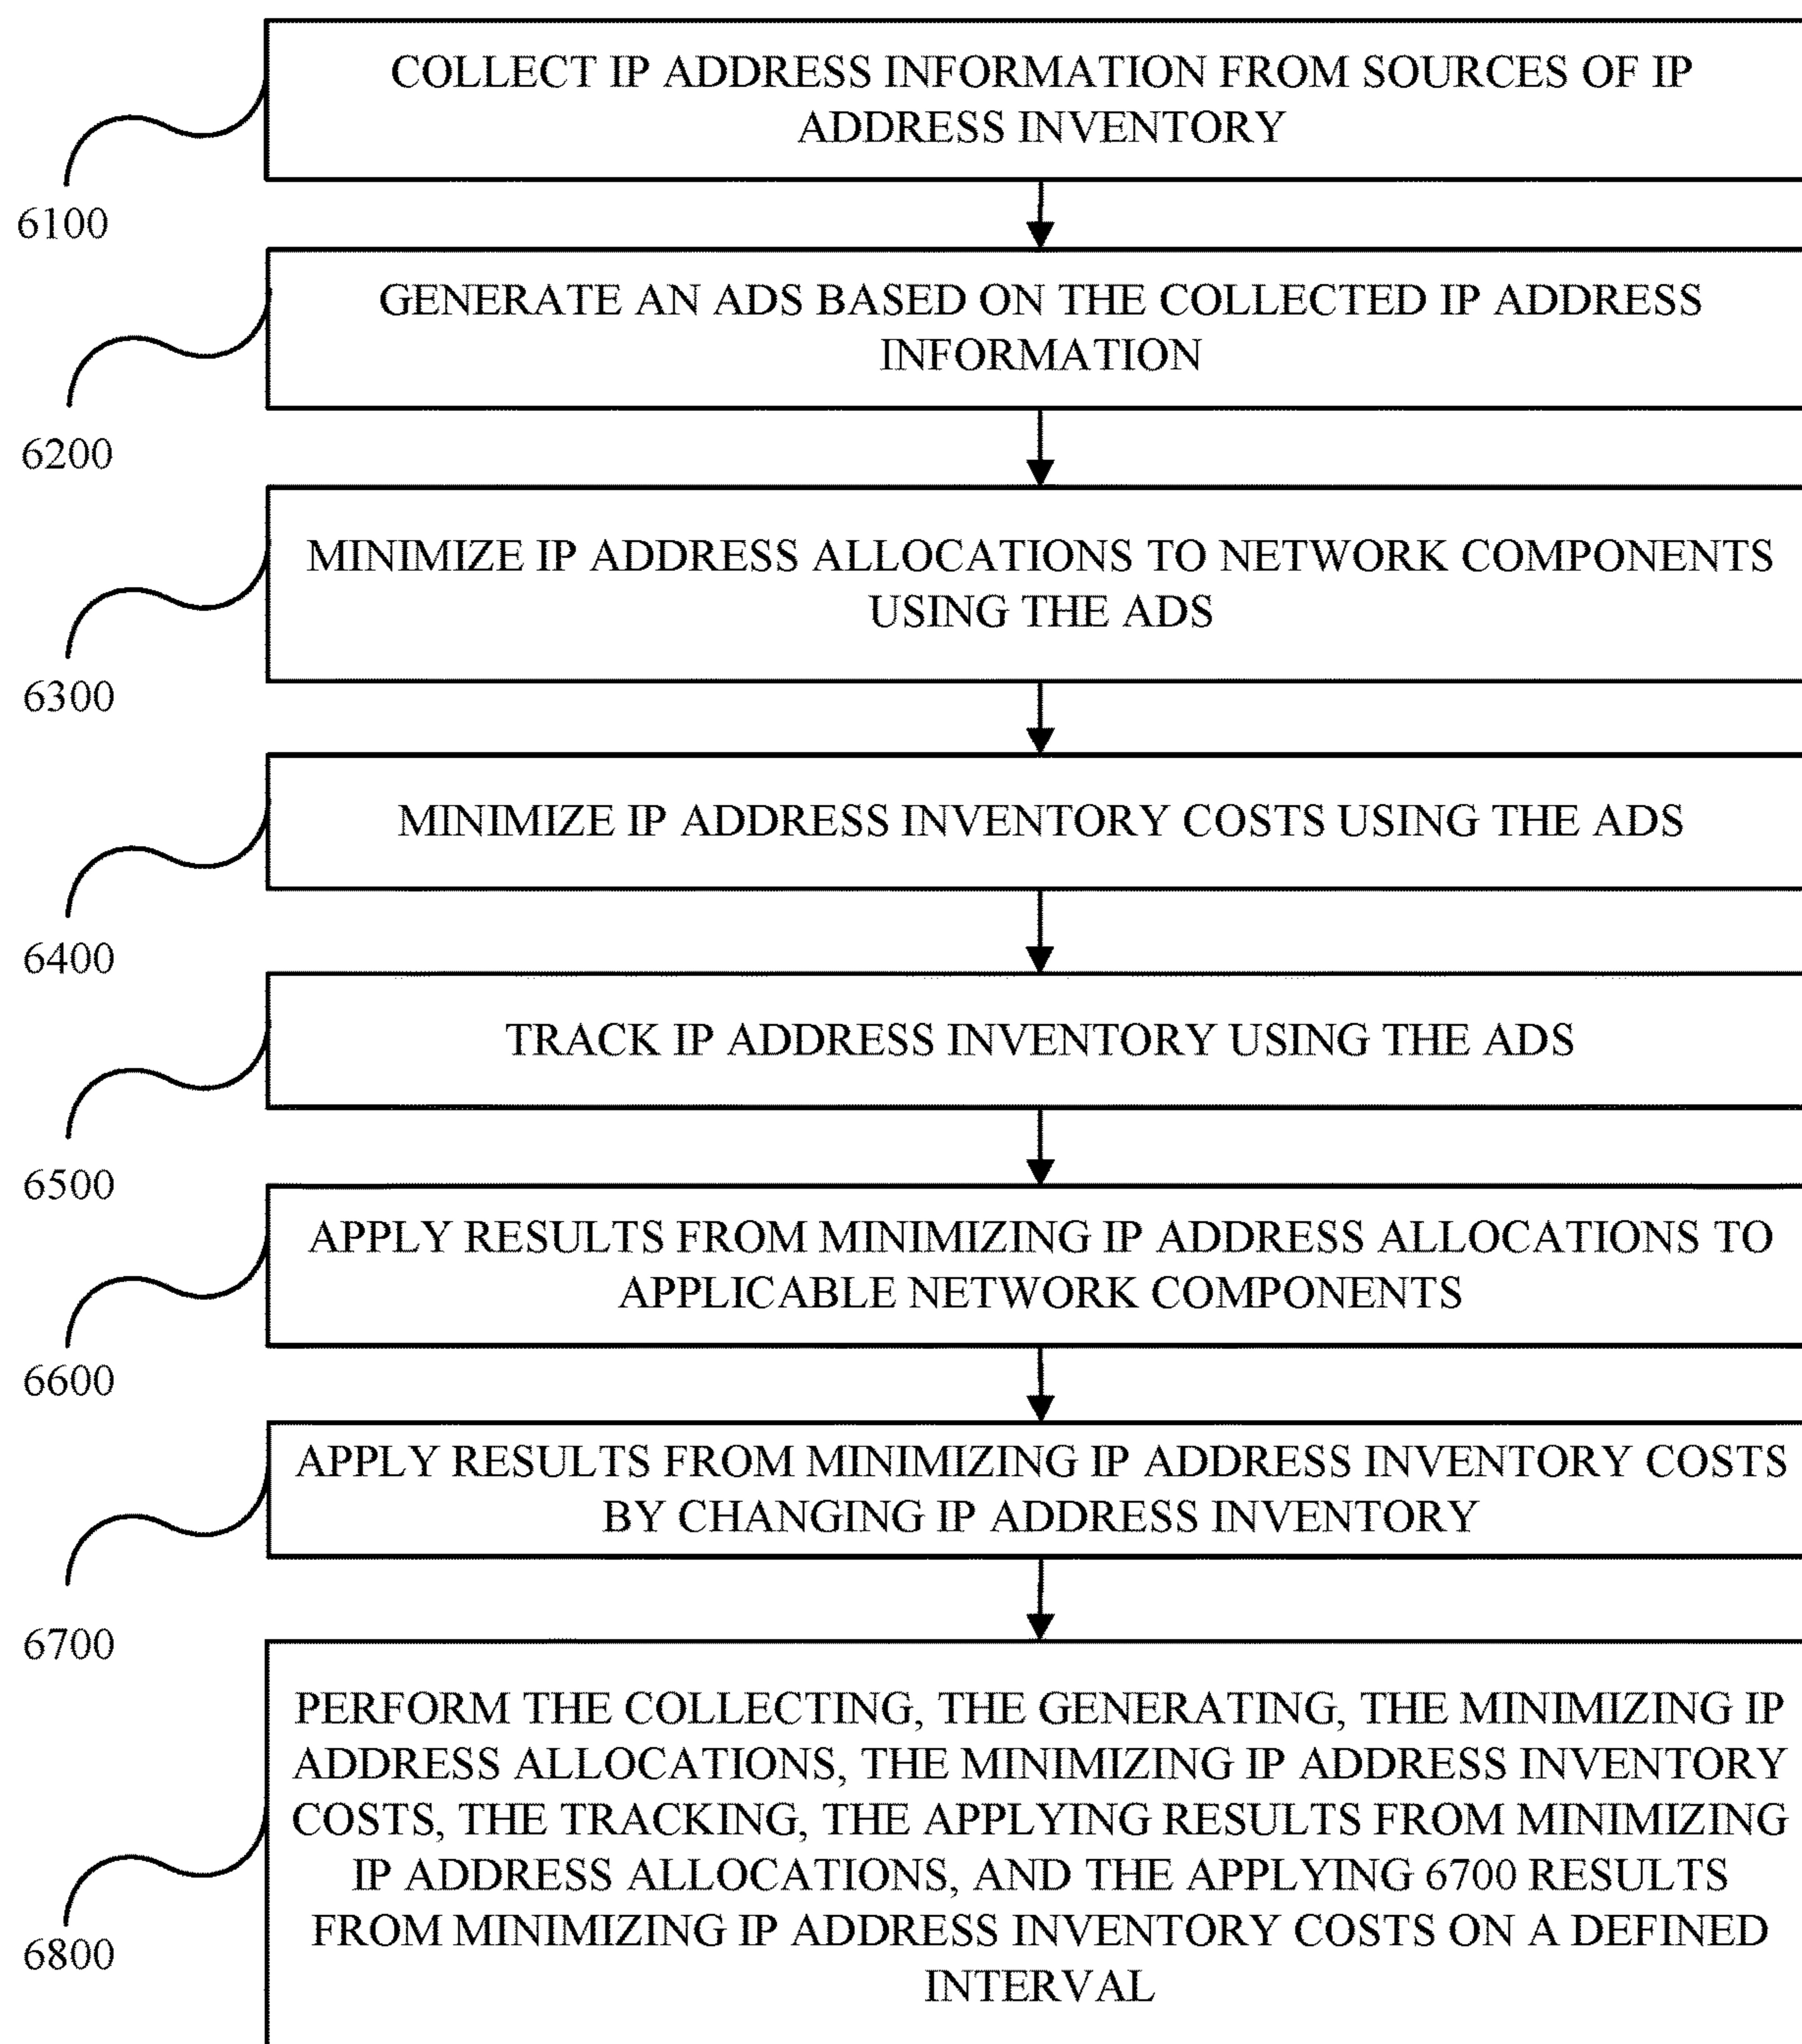 COLLECT IP ADDRESS INFORMATION FROM SOURCES OF IP
ADDRESS INVENTORY
6100
GENERATE AN ADS BASED ON THE COLLECTED IP ADDRESS
INFORMATION
6200
MINIMIZE IP ADDRESS ALLOCATIONS TO NETWORK COMPONENTS
USING THE ADS
6300
MINIMIZE IP ADDRESS INVENTORY COSTS USING THE ADS
6400
TRACK IP ADDRESS INVENTORY USING THE ADS
6500
APPLY RESULTS FROM MINIMIZING IP ADDRESS ALLOCATIONS TO
APPLICABLE NETWORK COMPONENTS
6600
APPLY RESULTS FROM MINIMIZING IP ADDRESS INVENTORY COSTS
BY CHANGING IP ADDRESS INVENTORY
6700
PERFORM THE COLLECTING, THE GENERATING, THE MINIMIZING IP
ADDRESS ALLOCATIONS, THE MINIMIZING IP ADDRESS INVENTORY
COSTS, THE TRACKING, THE APPLYING RESULTS FROM MINIMIZING
IP ADDRESS ALLOCATIONS, AND THE APPLYING 6700 RESULTS
FROM MINIMIZING IP ADDRESS INVENTORY COSTS ON A DEFINED
INTERVAL
6800